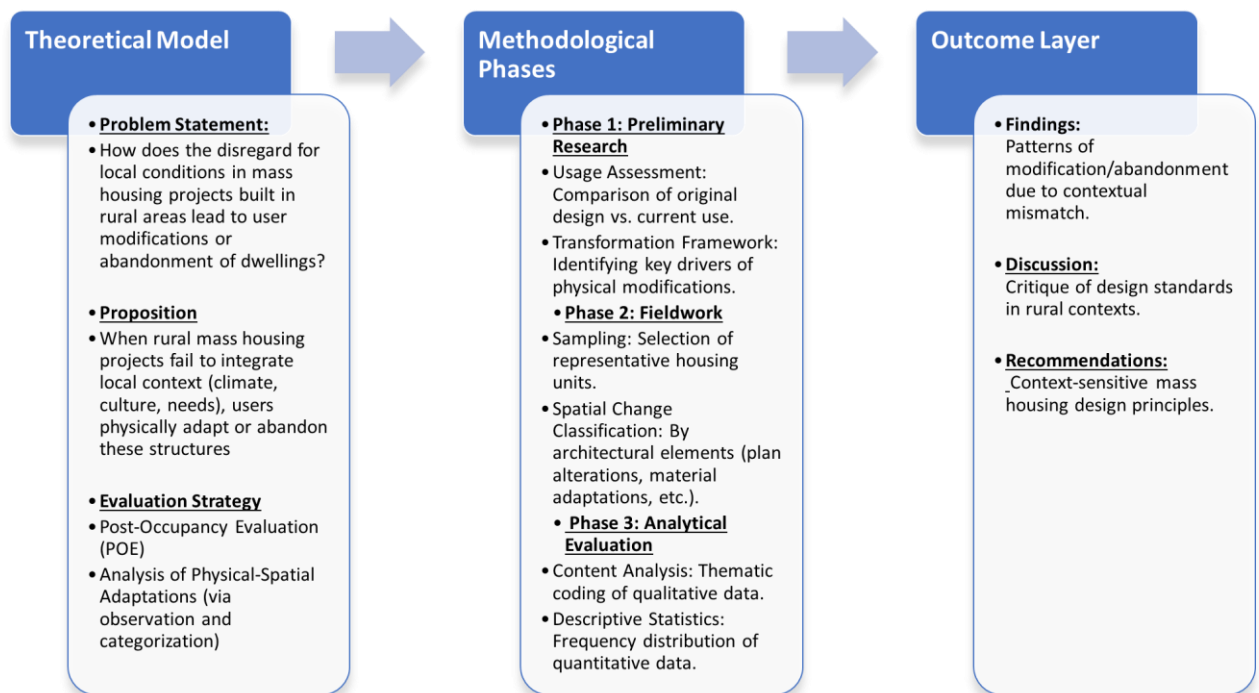 Theoretical Model
• Problem Statement:
• How does the disregard for
local conditions in mass
housing projects built in
rural areas lead to user
modifications or
abandonment of dwellings?
• Proposition
• When rural mass housing
projects fail to integrate
local context (climate,
culture, needs), users
physically adapt or abandon
these structures
• Evaluation Strategy
• Post-Occupancy Evaluation
(POE)
• Analysis of Physical-Spatial
Adaptations (via
observation and
categorization)
Methodological
Phases
• Phase 1: Preliminary
Research
• Usage Assessment:
Comparison of original
design vs. current use.
• Transformation Framework:
Identifying key drivers of
physical modifications.
• Phase 2: Fieldwork
• Sampling: Selection of
representative housing
units.
• Spatial Change
Classification: By
architectural elements (plan
alterations, material
adaptations, etc.).
• Phase 3: Analytical
Evaluation
• Content Analysis: Thematic
coding of qualitative data.
• Descriptive Statistics:
Frequency distribution of
quantitative data.
Outcome Layer
• Findings:
Patterns of
modification/abandonment
due to contextual
mismatch.
• Discussion:
Critique of design standards
in rural contexts.
• Recommendations:
Context-sensitive mass
housing design principles.